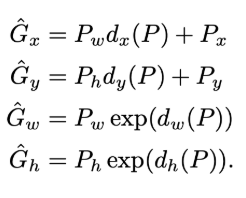 Ĝ_x = P_w d_x(P) + P_x
Ĝ_y = P_h d_y(P) + P_y
Ĝ_w = P_w exp(d_w(P))
Ĝ_h = P_h exp(d_h(P)).